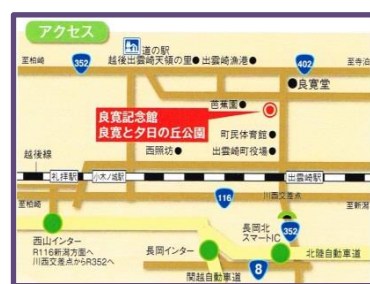 アクセス
道の駅
越後出雲崎天領の里
出雲崎漁港
至柏崎
352
402
至寺泊
良寛堂
芭蕉園
良寛記念館
良寛と夕日の丘公園
町民体育館
西照坊
出雲崎町役場
越後線
礼拝駅
小木ノ城駅
出雲崎駅
至柏崎
116
川西交差点
至新潟
西山インター
R116新潟方面へ
川西交差点からR352へ
長岡インター
長岡北
スマートIC
352
北陸自動車道
関越自動車道
8